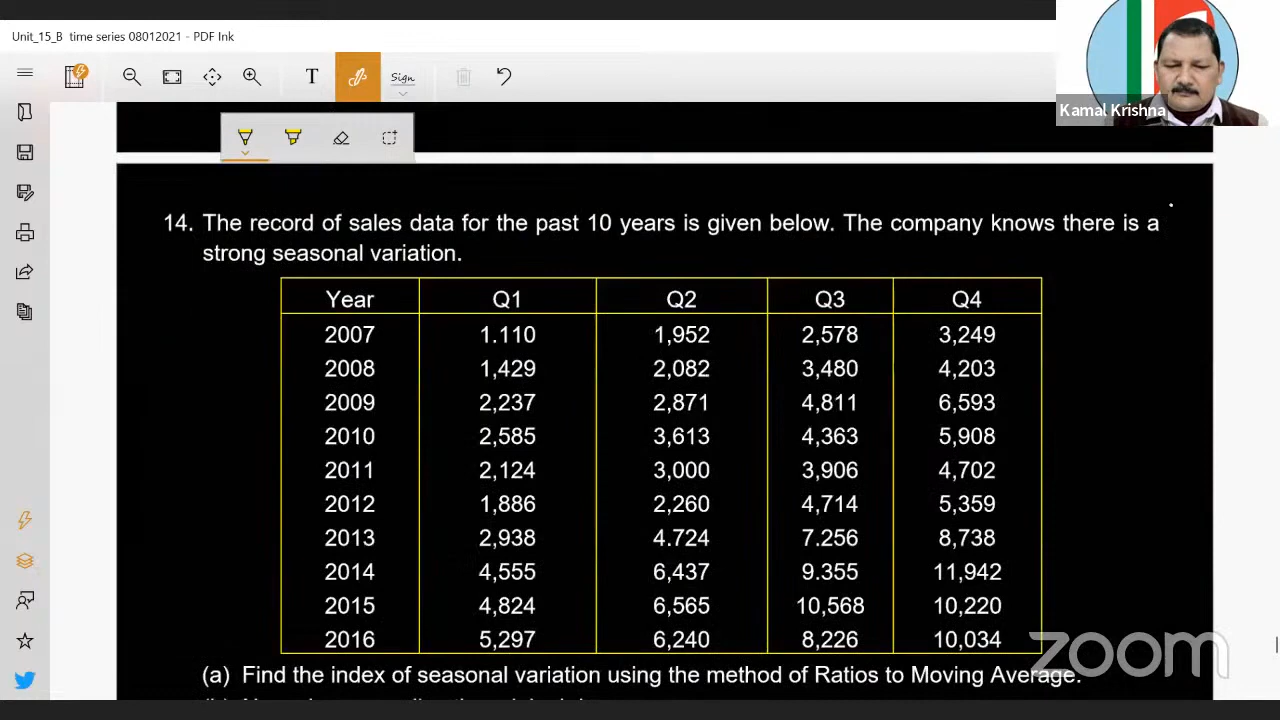 Unit_15_B time series 08012021 - PDF Ink
T
Sign
Kamal Krishna
14. The record of sales data for the past 10 years is given below. The company knows there is a
strong seasonal variation.
Year Q1 Q2 Q3 Q4
2007 1.110 1,952 2,578 3,249
2008 1,429 2,082 3,480 4,203
2009 2,237 2,871 4,811 6,593
2010 2,585 3,613 4,363 5,908
2011 2,124 3,000 3,906 4,702
2012 1,886 2,260 4,714 5,359
2013 2,938 4.724 7.256 8,738
2014 4,555 6,437 9.355 11,942
2015 4,824 6,565 10,568 10,220
2016 5,297 6,240 8,226 10,034
zoom
(a) Find the index of seasonal variation using the method of Ratios to Moving Average.